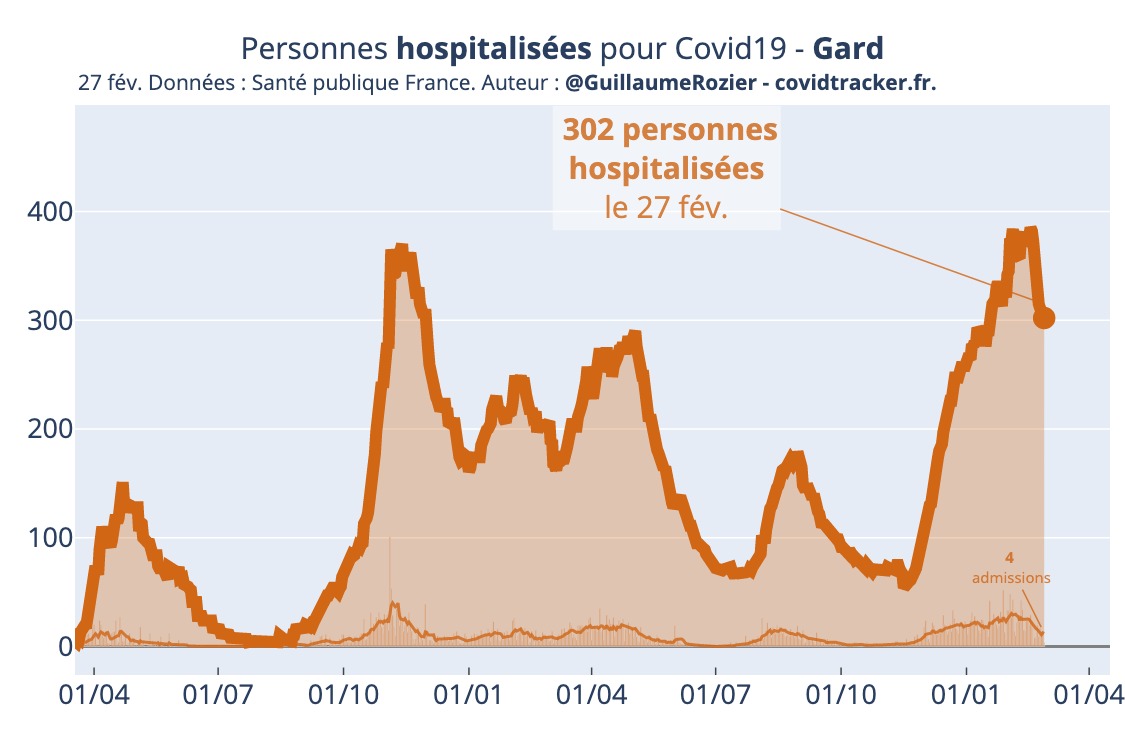 Personnes hospitalisées pour Covid19 - Gard
27 fév. Données : Santé publique France. Auteur : @GuillaumeRozier - covidtracker.fr.
302 personnes
hospitalisées
le 27 fév.
400
300
200
100
0
4
admissions
01/04
01/07
01/10
01/01
01/04
01/07
01/10
01/01
01/04